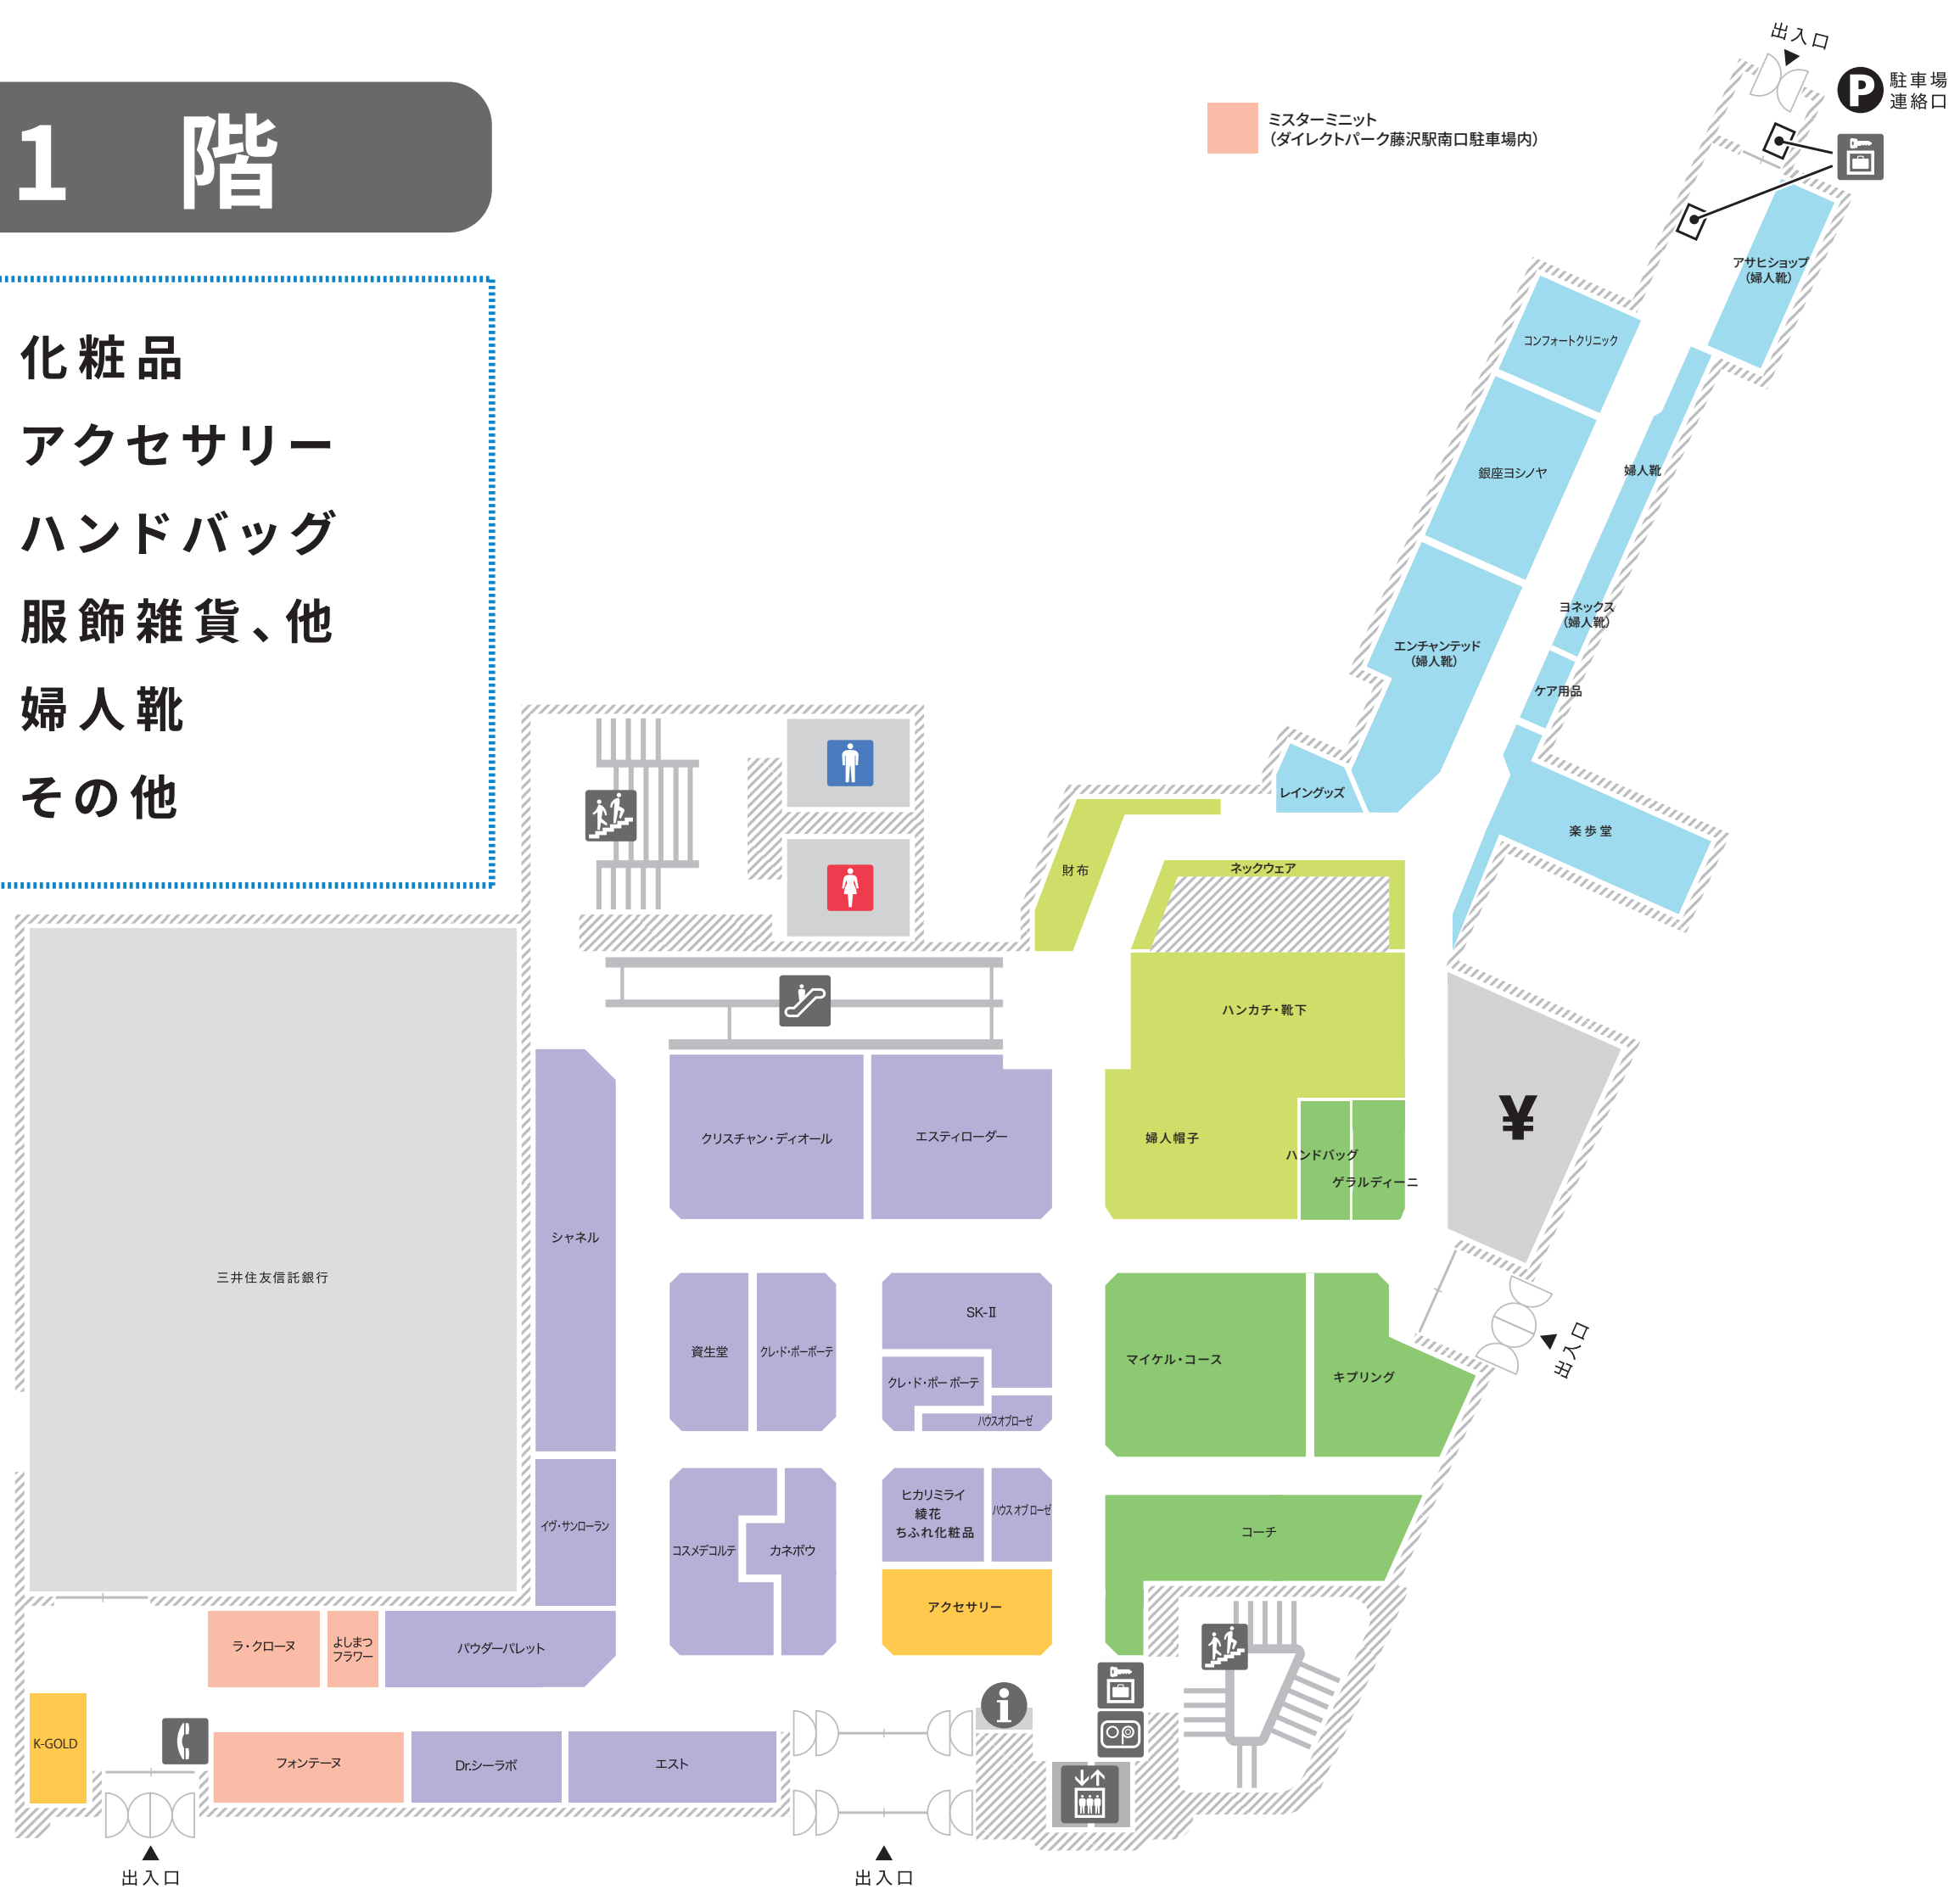 1 階
化粧品
アクセサリー
ハンドバッグ
服飾雑貨、他
婦人靴
その他
ミスターミニット
（ダイレクトパーク藤沢駅南口駐車場内）
出入口
P
駐車場
連絡口
アサヒショップ
（婦人靴）
コンフォートクリニック
銀座ヨシノヤ
婦人靴
ヨネックス
（婦人靴）
エンチャンテッド
（婦人靴）
ケア用品
レイングッズ
楽歩堂
財布
ネックウェア
ハンカチ・靴下
¥
クリスチャン・ディオール
エスティローダー
婦人帽子
ハンドバッグ
ゲラルディーニ
シャネル
三井住友信託銀行
SK-Ⅱ
資生堂
クレ・ド・ポーボーテ
クレ・ド・ポー ボーテ
ハウスオブローゼ
マイケル・コース
キプリング
出入口
ヒカリミライ
綾花
ちふれ化粧品
ハウス オブ ローゼ
イヴ・サンローラン
コスメデコルテ
カネボウ
コーチ
アクセサリー
ラ・クローヌ
よしまつ
フラワー
パウダーパレット
K-GOLD
フォンテーヌ
Dr.シーラボ
エスト
i
出入口
出入口